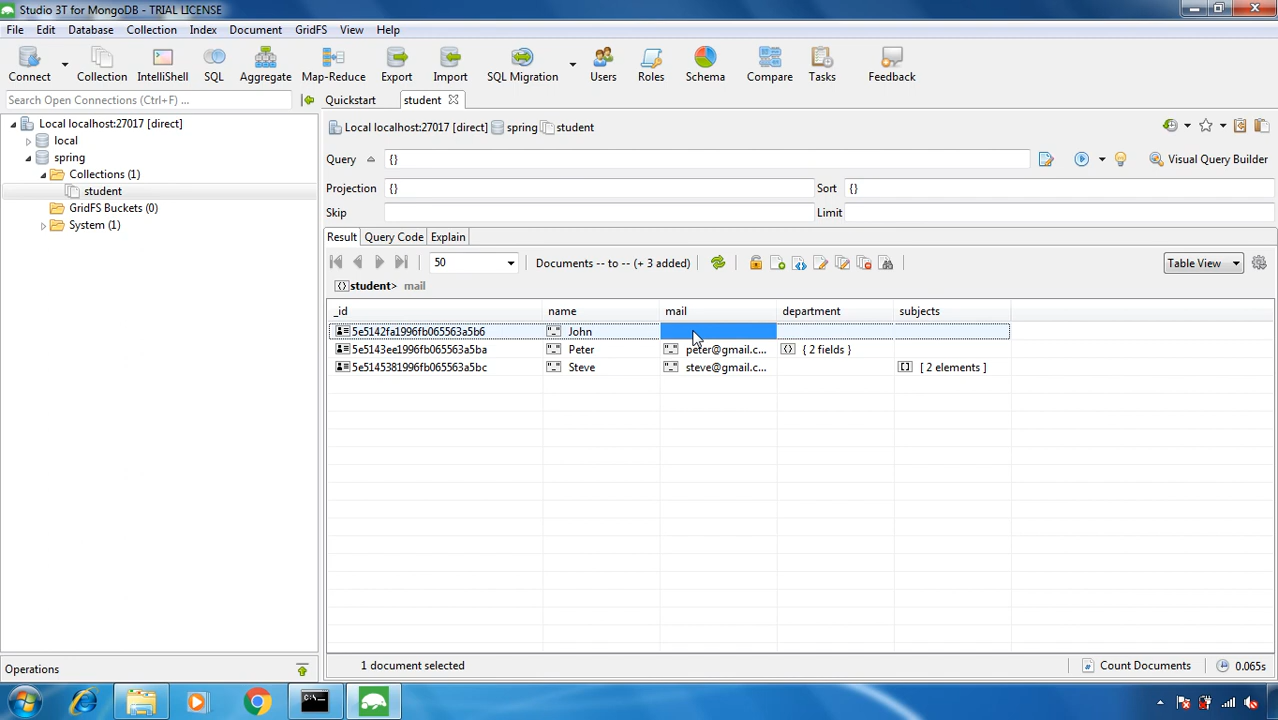 Studio 3T for MongoDB - TRIAL LICENSE
File Edit Database Collection Index Document GridFS View Help
Connect Collection IntelliShell SQL Aggregate Map-Reduce Export Import SQL Migration Users Roles Schema Compare Tasks Feedback
Search Open Connections (Ctrl+F) ... Quickstart student
Local localhost:27017 [direct]
local
spring
Collections (1)
student
GridFS Buckets (0)
System (1)
Local localhost:27017 [direct] spring student
Query {} Visual Query Builder
Projection {} Sort {}
Skip Limit
Result Query Code Explain
50 Documents -- to -- (+ 3 added) Table View
student> mail
_id name mail department subjects
5e5142fa1996fb065563a5b6 John
5e5143ee1996fb065563a5ba Peter peter@gmail.c... { 2 fields }
5e5145381996fb065563a5bc Steve steve@gmail.c... [ 2 elements ]
Operations 1 document selected Count Documents 0.065s